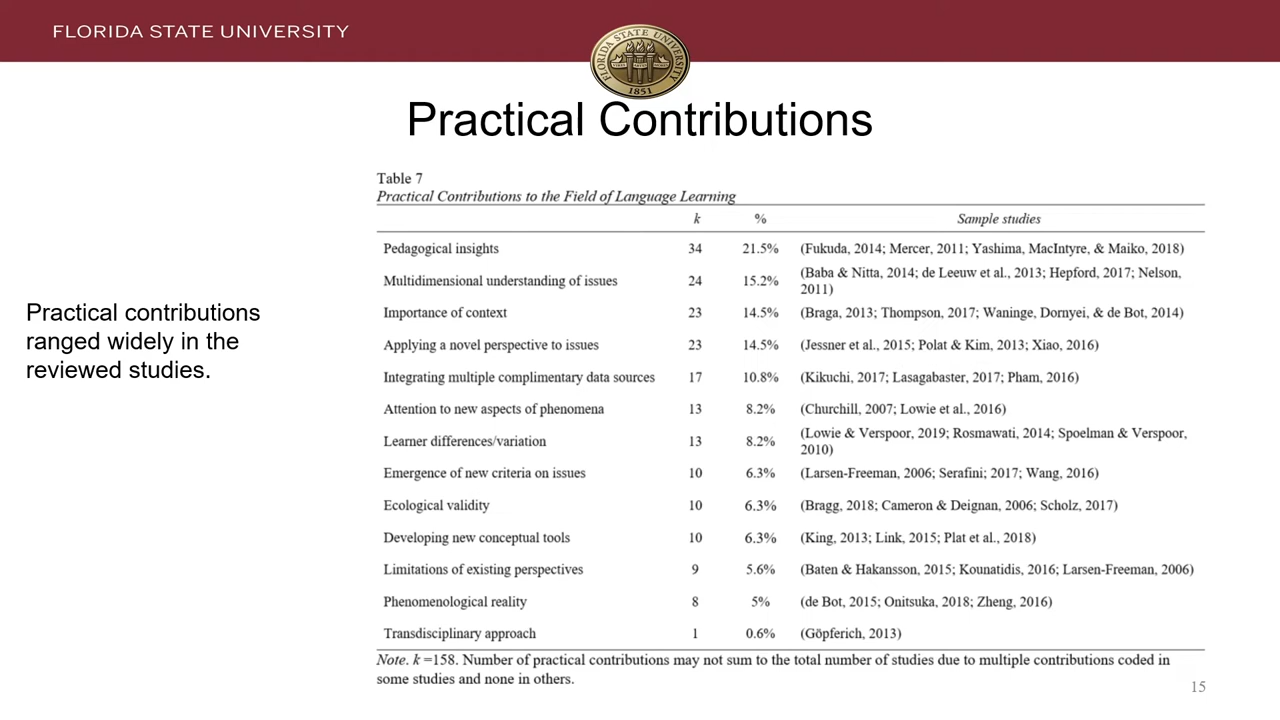 FLORIDA STATE UNIVERSITY
FLORIDA STATE UNIVERSITY
1851
Practical Contributions
Practical contributions
ranged widely in the
reviewed studies.
Table 7
Practical Contributions to the Field of Language Learning
k % Sample studies
Pedagogical insights 34 21.5% (Fukuda, 2014; Mercer, 2011; Yashima, MacIntyre, & Maiko, 2018)
Multidimensional understanding of issues 24 15.2% (Baba & Nitta, 2014; de Leeuw et al., 2013; Hepford, 2017; Nelson,
2011)
Importance of context 23 14.5% (Braga, 2013; Thompson, 2017; Waninge, Dornyei, & de Bot, 2014)
Applying a novel perspective to issues 23 14.5% (Jessner et al., 2015; Polat & Kim, 2013; Xiao, 2016)
Integrating multiple complimentary data sources 17 10.8% (Kikuchi, 2017; Lasagabaster, 2017; Pham, 2016)
Attention to new aspects of phenomena 13 8.2% (Churchill, 2007; Lowie et al., 2016)
Learner differences/variation 13 8.2% (Lowie & Verspoor, 2019; Rosmawati, 2014; Spoelman & Verspoor,
2010)
Emergence of new criteria on issues 10 6.3% (Larsen-Freeman, 2006; Serafini; 2017; Wang, 2016)
Ecological validity 10 6.3% (Bragg, 2018; Cameron & Deignan, 2006; Scholz, 2017)
Developing new conceptual tools 10 6.3% (King, 2013; Link, 2015; Plat et al., 2018)
Limitations of existing perspectives 9 5.6% (Baten & Hakansson, 2015; Kounatidis, 2016; Larsen-Freeman, 2006)
Phenomenological reality 8 5% (de Bot, 2015; Onitsuka, 2018; Zheng, 2016)
Transdisciplinary approach 1 0.6% (Göpferich, 2013)
Note. k =158. Number of practical contributions may not sum to the total number of studies due to multiple contributions coded in
some studies and none in others.
15